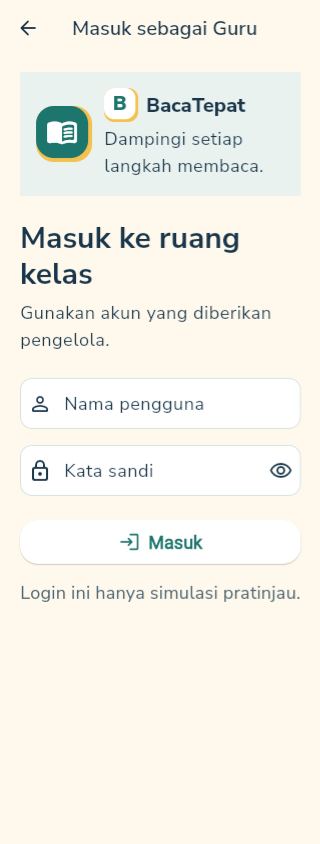 Masuk sebagai Guru
B BacaTepat
Dampingi setiap
langkah membaca.
Masuk ke ruang
kelas
Gunakan akun yang diberikan
pengelola.
Nama pengguna
Kata sandi
Masuk
Login ini hanya simulasi pratinjau.